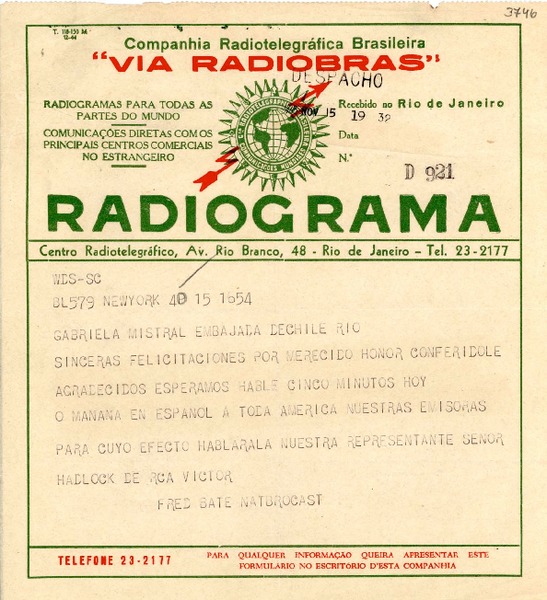 3746
T. 118-150 M
12-44
Companhia Radiotelegráfica Brasileira
"VIA RADIOBRAS"
DESPACHO
RADIOGRAMAS PARA TODAS AS
PARTES DO MUNDO
COMUNICAÇÕES DIRETAS COM OS
PRINCIPAIS CENTROS COMERCIAIS
NO ESTRANGEIRO
Recebido no Rio de Janeiro
NOV 15 19 32
Data
N.º
D 921
RADIOGRAMA
Centro Radiotelegráfico, Av. Rio Branco, 48 - Rio de Janeiro - Tel. 23-2177
WDS-SC
BL579 NEWYORK 40 15 1654
GABRIELA MISTRAL EMBAJADA DECHILE RIO
SINCERAS FELICITACIONES POR MERECIDO HONOR CONFERIDOLE
AGRADECIDOS ESPERAMOS HABLE CINCO MINUTOS HOY
O MANANA EN ESPANOL A TODA AMERICA NUESTRAS EMISORAS
PARA CUYO EFECTO HABLARALA NUESTRA REPRESENTANTE SENOR
HADLOCK DE RCA VICTOR
FRED BATE NATBROCAST
TELEFONE 23-2177
PARA QUALQUER INFORMAÇÃO QUEIRA APRESENTAR ESTE
FORMULÁRIO NO ESCRITORIO D'ESTA COMPANHIA